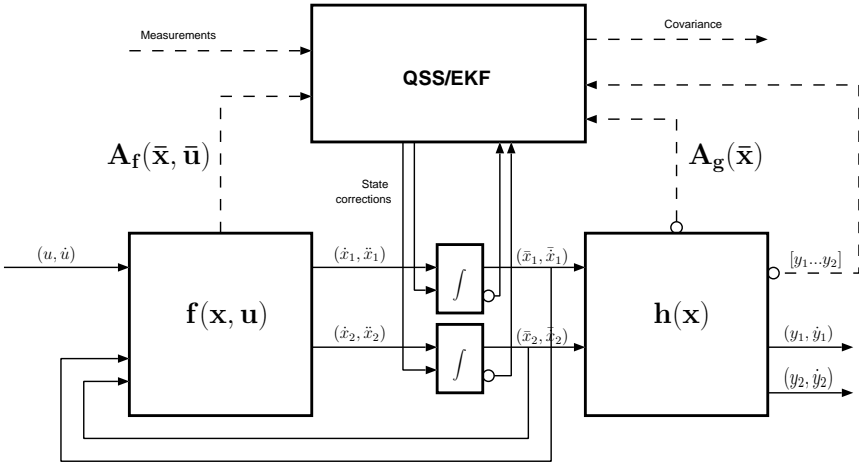 Measurements
Covariance
QSS/EKF
A_f(x̄, ū)
A_g(x̄)
State
corrections
(u, u̇)
(ẋ₁, ẍ₁)
∫
(x̄₁, x̄̇₁)
[y₁...y₂]
f(x, u)
h(x)
(ẋ₂, ẍ₂)
∫
(x̄₂, x̄̇₂)
(y₁, ẏ₁)
(y₂, ẏ₂)